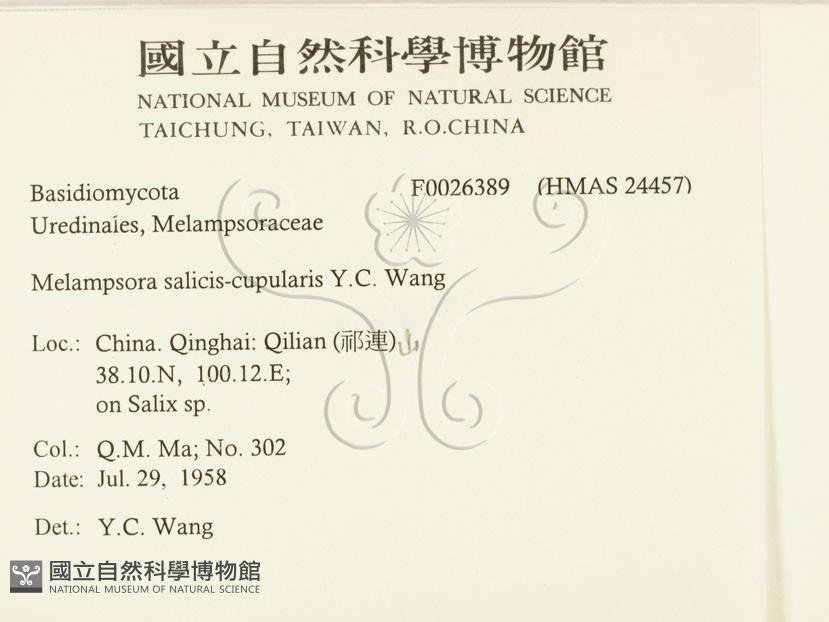 國立自然科學博物館
NATIONAL MUSEUM OF NATURAL SCIENCE
TAICHUNG, TAIWAN, R.O.CHINA
Basidiomycota F0026389 (HMAS 24457)
Uredinaíes, Melampsoraceae
Melampsora salicis-cupularis Y.C. Wang
Loc.: China. Qinghai: Qilian (祁連)山
38.10.N, 100.12.E;
on Salix sp.
Col.: Q.M. Ma; No. 302
Date: Jul. 29, 1958
Det.: Y.C. Wang
國立自然科學博物館
NATIONAL MUSEUM OF NATURAL SCIENCE